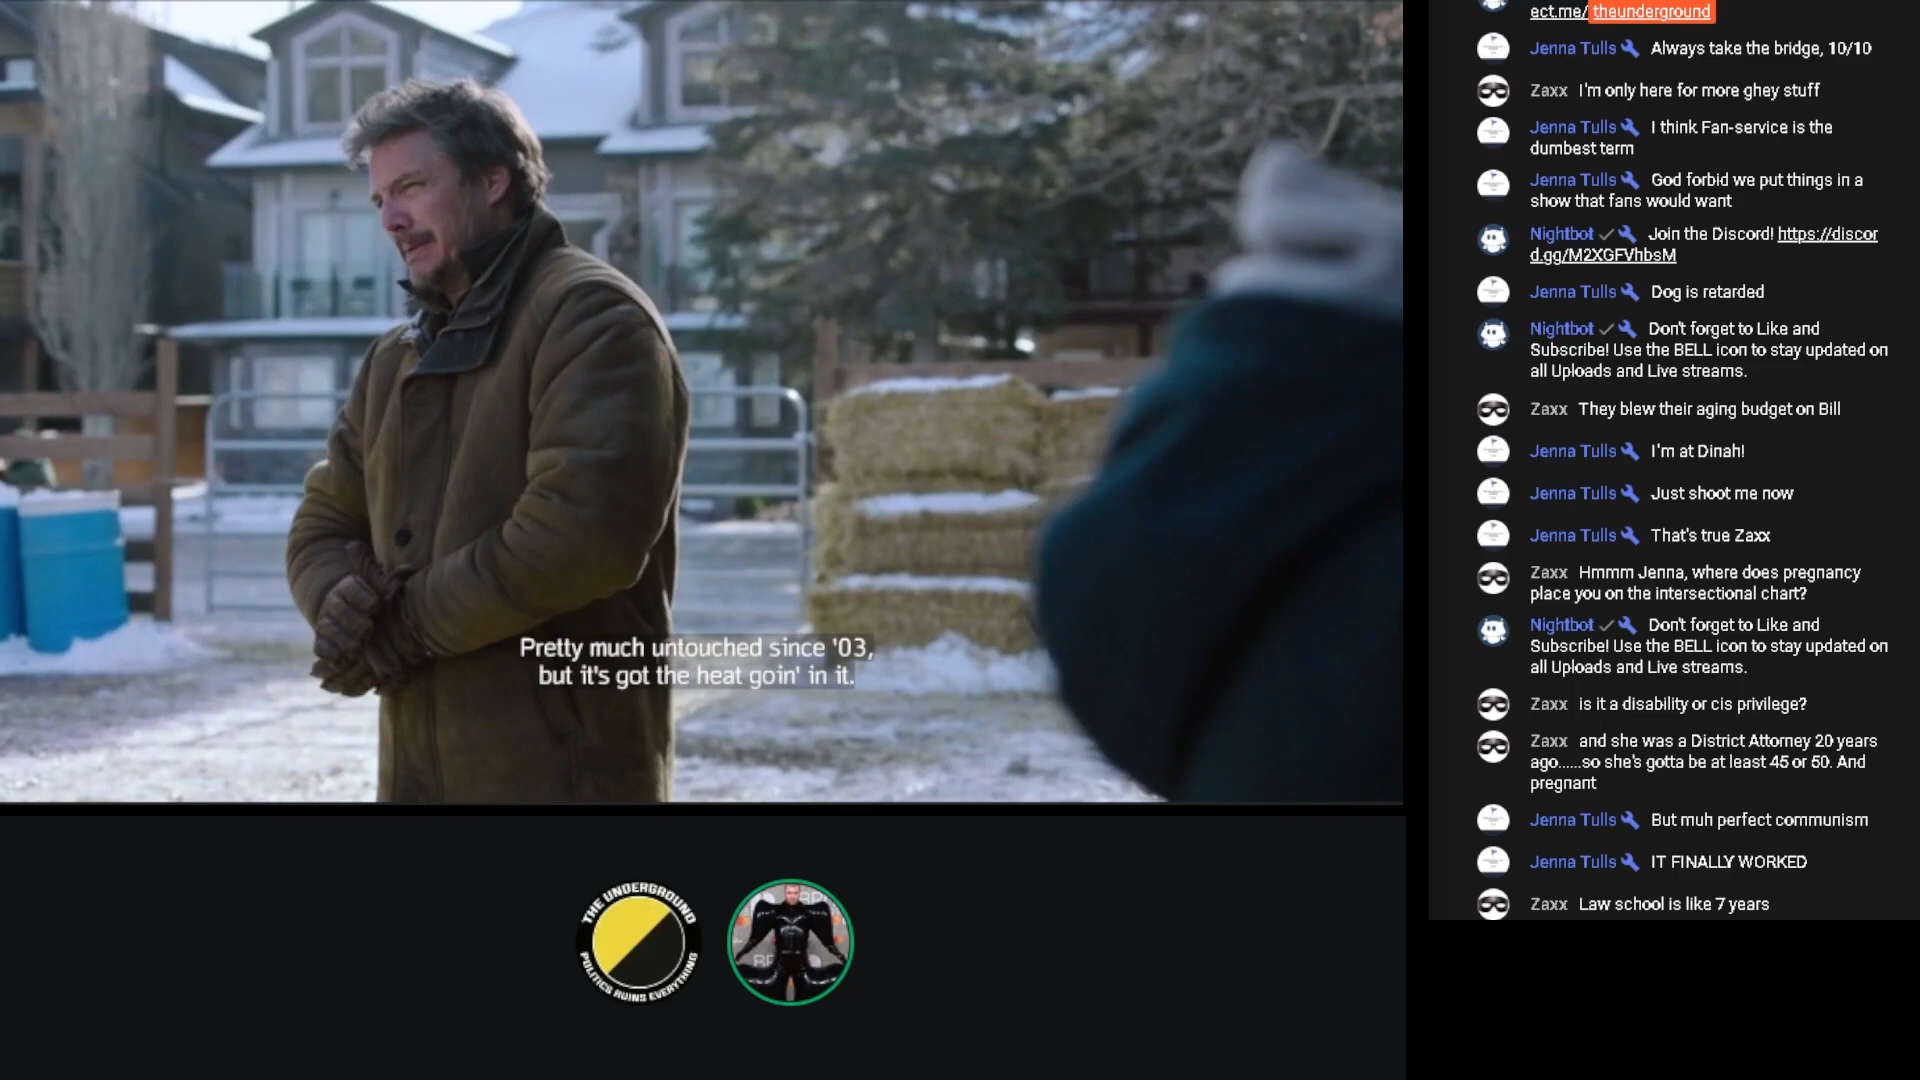 Pretty much untouched since '03,
but it's got the heat goin' in it.
THE UNDERGROUND
POLITICS RUINS EVERYTHING
ect.me/theunderground
Jenna Tulls Always take the bridge, 10/10
Zaxx I'm only here for more ghey stuff
Jenna Tulls I think Fan-service is the
dumbest term
Jenna Tulls God forbid we put things in a
show that fans would want
Nightbot Join the Discord! https://discor
d.gg/M2XGFVhbsM
Jenna Tulls Dog is retarded
Nightbot Don't forget to Like and
Subscribe! Use the BELL icon to stay updated on
all Uploads and Live streams.
Zaxx They blew their aging budget on Bill
Jenna Tulls I'm at Dinah!
Jenna Tulls Just shoot me now
Jenna Tulls That's true Zaxx
Zaxx Hmmm Jenna, where does pregnancy
place you on the intersectional chart?
Nightbot Don't forget to Like and
Subscribe! Use the BELL icon to stay updated on
all Uploads and Live streams.
Zaxx is it a disability or cis privilege?
Zaxx and she was a District Attorney 20 years
ago......so she's gotta be at least 45 or 50. And
pregnant
Jenna Tulls But muh perfect communism
Jenna Tulls IT FINALLY WORKED
Zaxx Law school is like 7 years